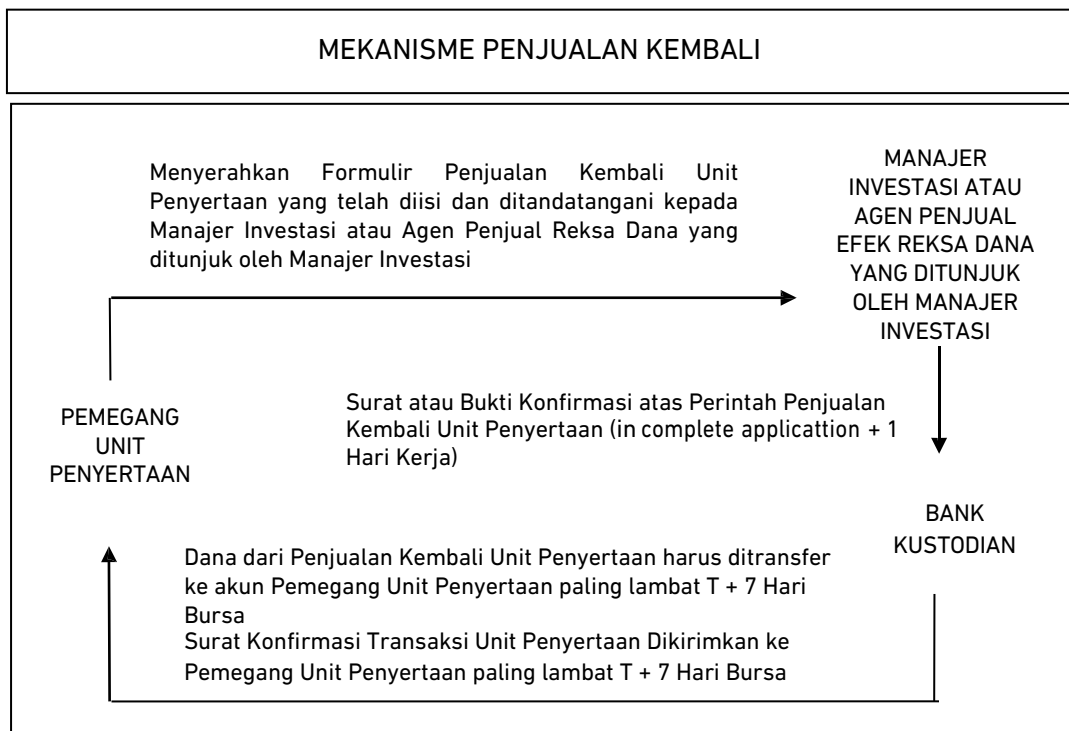 MEKANISME PENJUALAN KEMBALI
Menyerahkan Formulir Penjualan Kembali Unit
Penyertaan yang telah diisi dan ditandatangani kepada
Manajer Investasi atau Agen Penjual Reksa Dana yang
ditunjuk oleh Manajer Investasi
MANAJER
INVESTASI ATAU
AGEN PENJUAL
EFEK REKSA DANA
YANG DITUNJUK
OLEH MANAJER
INVESTASI
PEMEGANG
UNIT
PENYERTAAN
Surat atau Bukti Konfirmasi atas Perintah Penjualan
Kembali Unit Penyertaan (in complete applicattion + 1
Hari Kerja)
BANK
KUSTODIAN
Dana dari Penjualan Kembali Unit Penyertaan harus ditransfer
ke akun Pemegang Unit Penyertaan paling lambat T + 7 Hari
Bursa
Surat Konfirmasi Transaksi Unit Penyertaan Dikirimkan ke
Pemegang Unit Penyertaan paling lambat T + 7 Hari Bursa